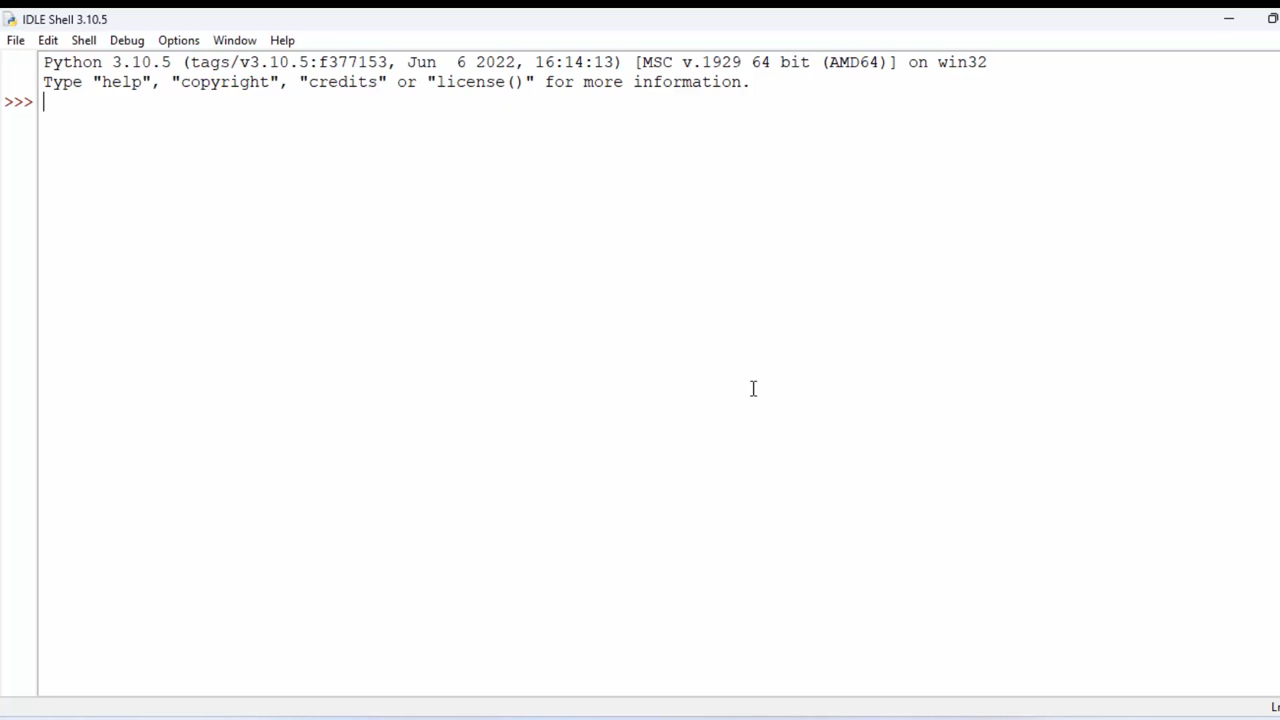 IDLE Shell 3.10.5
File Edit Shell Debug Options Window Help
Python 3.10.5 (tags/v3.10.5:f377153, Jun  6 2022, 16:14:13) [MSC v.1929 64 bit (AMD64)] on win32
Type "help", "copyright", "credits" or "license()" for more information.
>>>